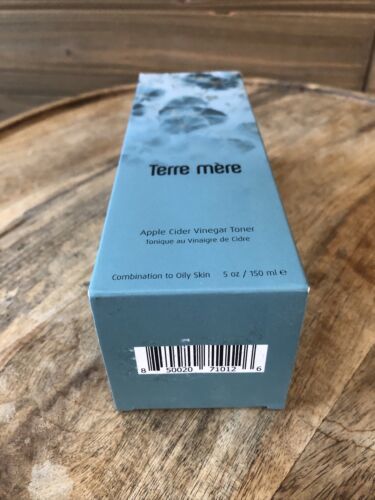 Terre mère
Apple Cider Vinegar Toner
Tonique au Vinaigre de Cidre
Combination to Oily Skin 5 oz / 150 ml ℮
8 50020 71012 6